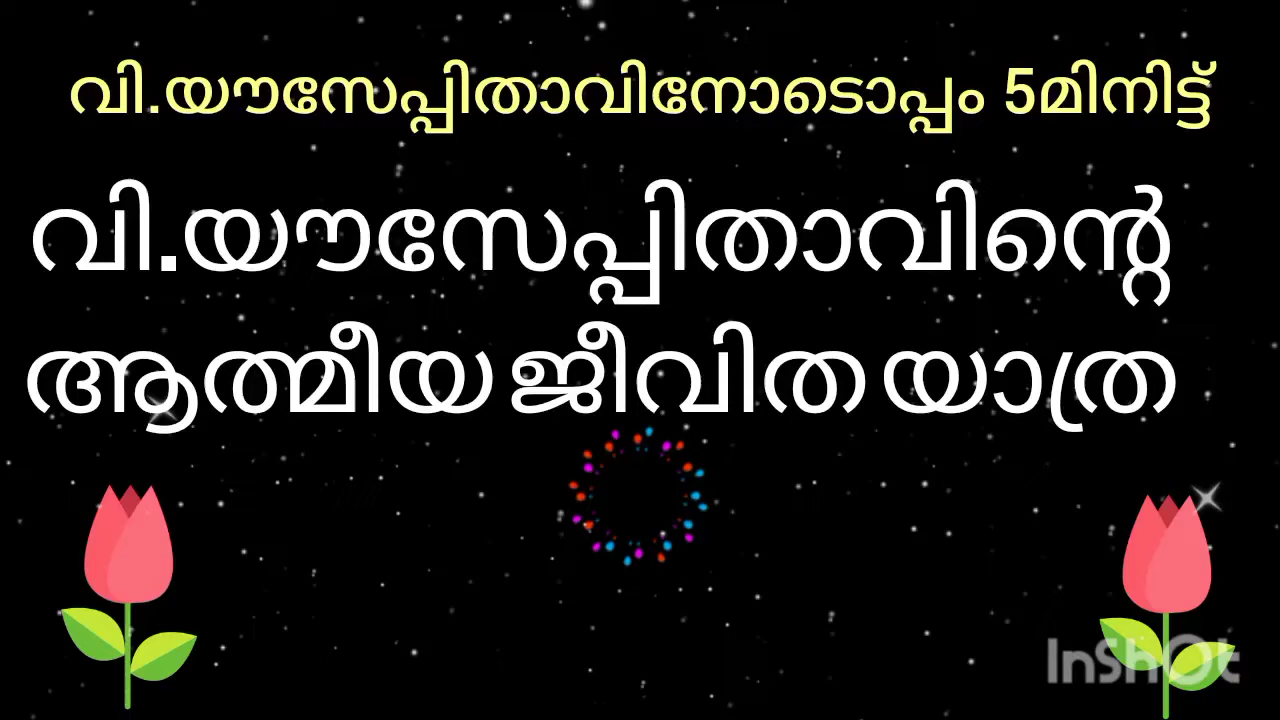 വി.യൗസേപ്പിതാവിനോടൊപ്പം 5മിനിട്ട്
വി.യൗസേപ്പിതാവിന്റെ
ആത്മീയ ജീവിത യാത്ര
InShOt